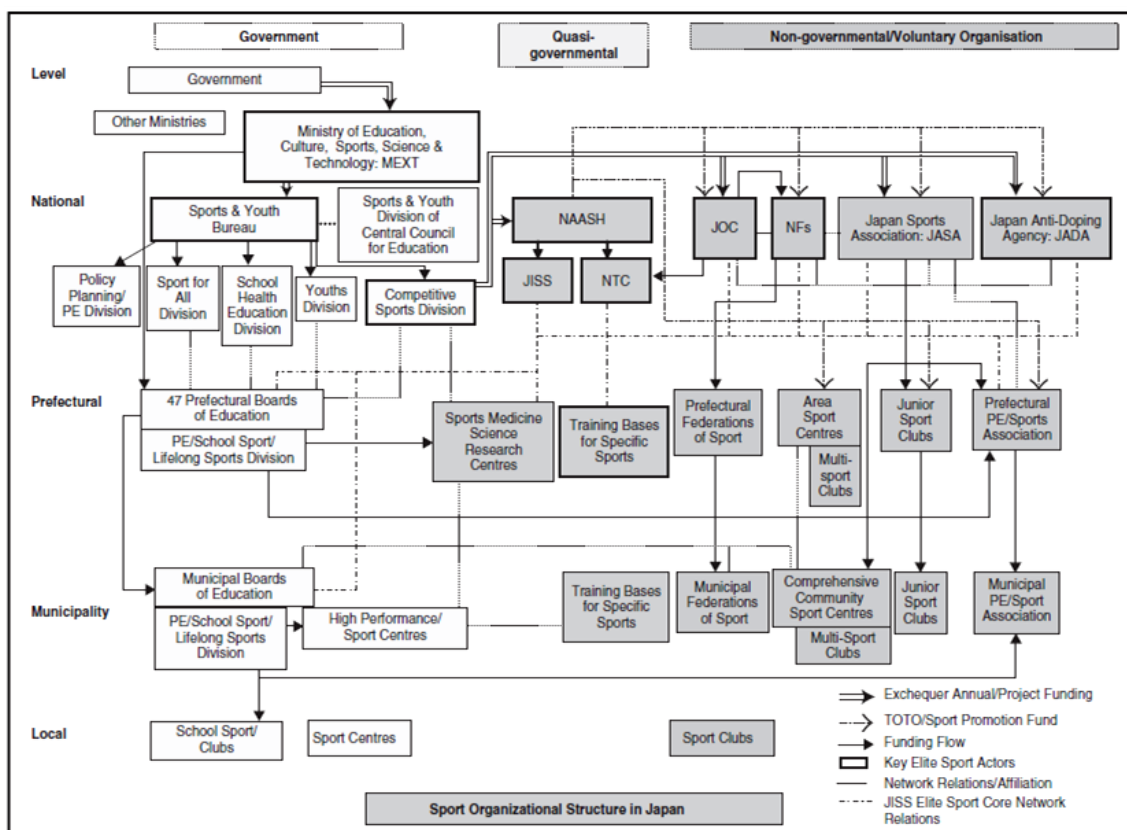 Government
Quasi-
governmental
Non-governmental/Voluntary Organisation
Level
Government
Other Ministries
Ministry of Education,
Culture, Sports, Science &
Technology: MEXT
National
Sports & Youth
Bureau
Sports & Youth
Division of
Central Council
for Education
NAASH
JOC
NFs
Japan Sports
Association: JASA
Japan Anti-Doping
Agency: JADA
Policy
Planning/
PE Division
Sport for
All
Division
School
Health
Education
Division
Youths
Division
Competitive
Sports Division
JISS
NTC
Prefectural
47 Prefectural Boards
of Education
PE/School Sport/
Lifelong Sports Division
Sports Medicine
Science
Research
Centres
Training Bases
for Specific
Sports
Prefectural
Federations
of Sport
Area
Sport
Centres
Multi-
sport
Clubs
Junior
Sport
Clubs
Prefectural
PE/Sports
Association
Municipality
Municipal Boards
of Education
PE/School Sport/
Lifelong Sports
Division
High Performance/
Sport Centres
Training Bases
for Specific
Sports
Municipal
Federations
of Sport
Comprehensive
Community
Sport Centres
Multi-Sport
Clubs
Junior
Sport
Clubs
Municipal
PE/Sport
Association
Local
School Sport/
Clubs
Sport Centres
Sport Clubs
Exchequer Annual/Project Funding
TOTO/Sport Promotion Fund
Funding Flow
Key Elite Sport Actors
Network Relations/Affiliation
JISS Elite Sport Core Network
Relations
Sport Organizational Structure in Japan